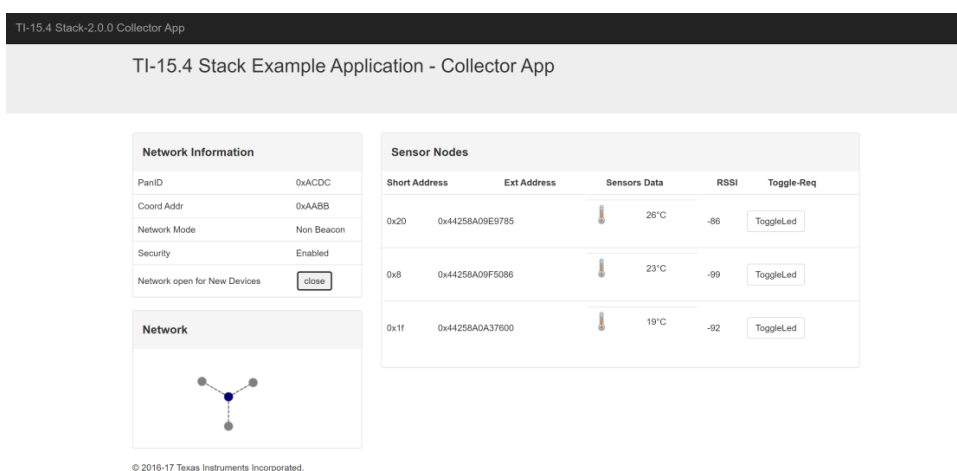 TI-15.4 Stack-2.0.0 Collector App
TI-15.4 Stack Example Application - Collector App
Network Information
PanID 0xACDC
Coord Addr 0xAABB
Network Mode Non Beacon
Security Enabled
Network open for New Devices close
Network
Sensor Nodes
Short Address Ext Address Sensors Data RSSI Toggle-Req
0x20 0x44258A09E9785 26°C -86 ToggleLed
0x8 0x44258A09F5086 23°C -99 ToggleLed
0x1f 0x44258A0A37600 19°C -92 ToggleLed
© 2016-17 Texas Instruments Incorporated.